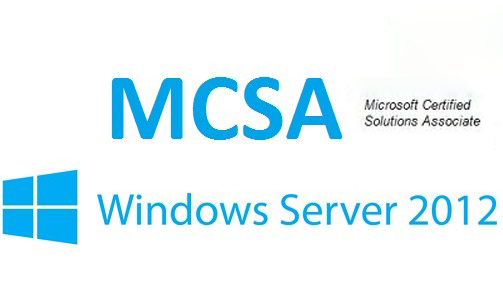 MCSA
Microsoft Certified
Solutions Associate
Windows Server 2012